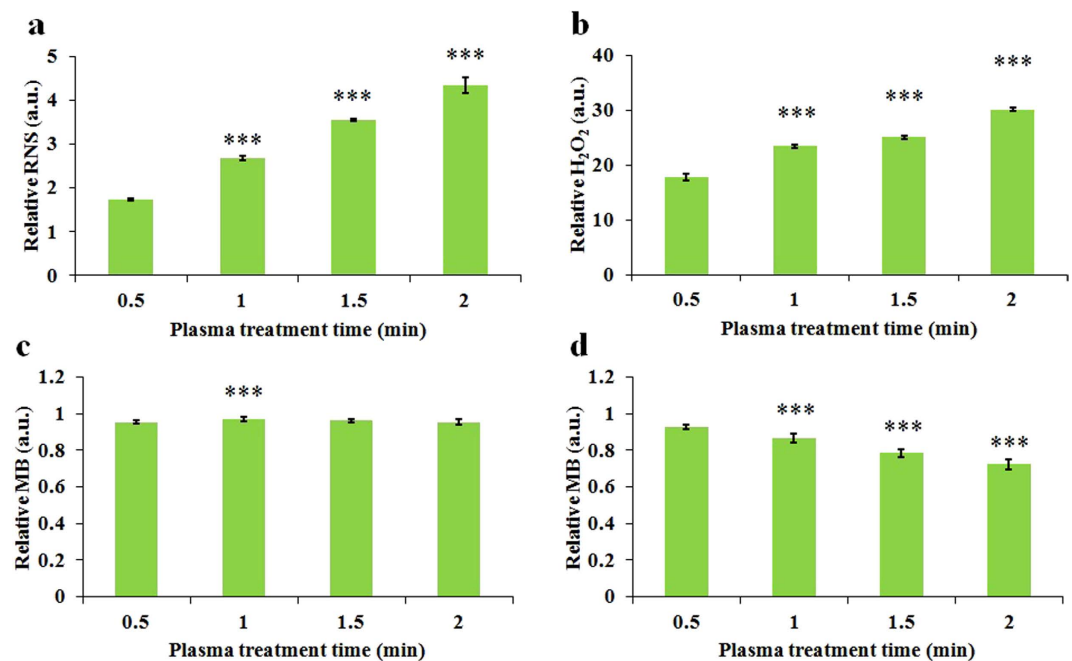 a
5
4
3
2
1
0
Relative RNS (a.u.)
***
***
***
0.5 1 1.5 2
Plasma treatment time (min)
b
40
30
20
10
0
Relative H₂O₂ (a.u.)
***
***
***
0.5 1 1.5 2
Plasma treatment time (min)
c
1.2
1
0.8
0.6
0.4
0.2
0
Relative MB (a.u.)
***
0.5 1 1.5 2
Plasma treatment time (min)
d
1.2
1
0.8
0.6
0.4
0.2
0
Relative MB (a.u.)
***
***
***
0.5 1 1.5 2
Plasma treatment time (min)